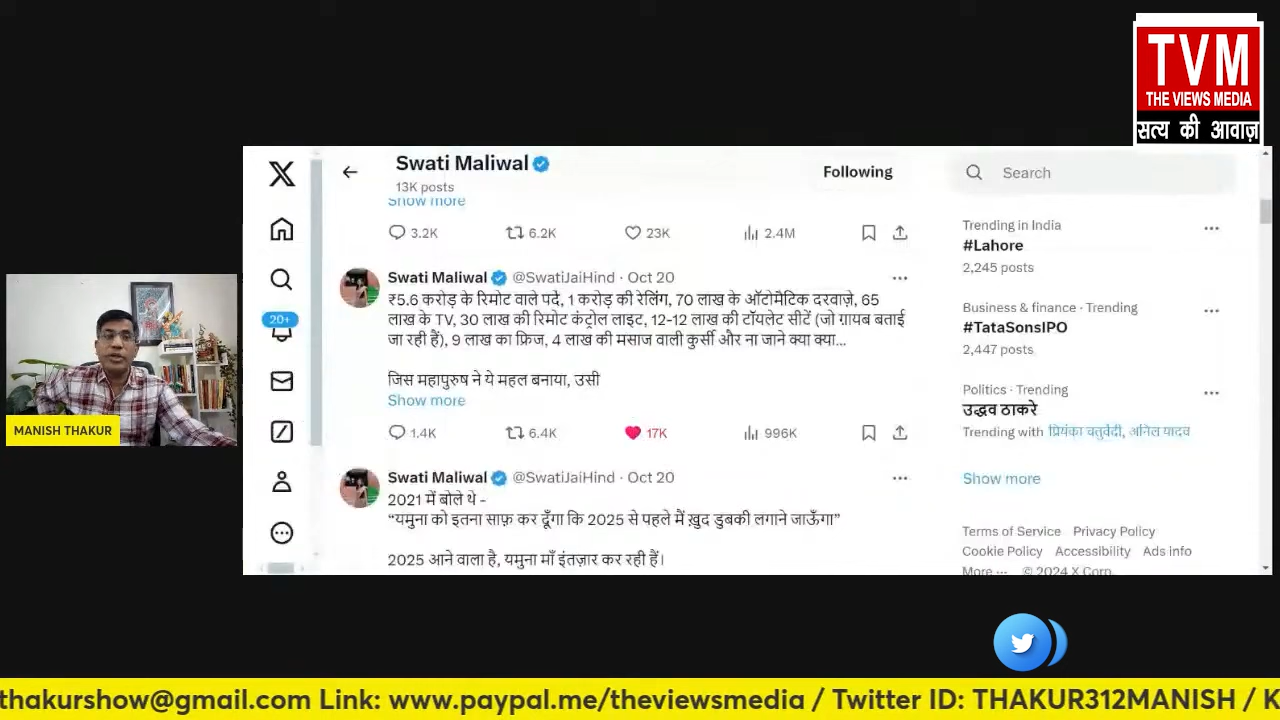 TVM
THE VIEWS MEDIA
सत्य की आवाज़
Swati Maliwal
13K posts
Following
Search
Show more
3.2K 6.2K 23K 2.4M
Swati Maliwal @SwatiJaiHind · Oct 20
₹5.6 करोड़ के रिमोट वाले पर्दे, 1 करोड़ की रेलिंग, 70 लाख के ऑटोमैटिक दरवाज़े, 65
लाख के TV, 30 लाख की रिमोट कंट्रोल लाइट, 12-12 लाख की टॉयलेट सीटें (जो ग़ायब बताई
जा रही हैं), 9 लाख का फ्रिज, 4 लाख की मसाज वाली कुर्सी और ना जाने क्या क्या...
जिस महापुरुष ने ये महल बनाया, उसी
Show more
1.4K 6.4K 17K 996K
Swati Maliwal @SwatiJaiHind · Oct 20
2021 में बोले थे -
“यमुना को इतना साफ़ कर दूँगा कि 2025 से पहले मैं ख़ुद डुबकी लगाने जाऊँगा”
2025 आने वाला है, यमुना माँ इंतज़ार कर रही हैं।
Trending in India
#Lahore
2,245 posts
Business & finance · Trending
#TataSonsIPO
2,447 posts
Politics · Trending
उद्धव ठाकरे
Trending with प्रियंका चतुर्वेदी, अनिल यादव
Show more
Terms of Service Privacy Policy
Cookie Policy Accessibility Ads info
More ... © 2024 X Corp.
20+
MANISH THAKUR
thakurshow@gmail.com Link: www.paypal.me/theviewsmedia / Twitter ID: THAKUR312MANISH / K